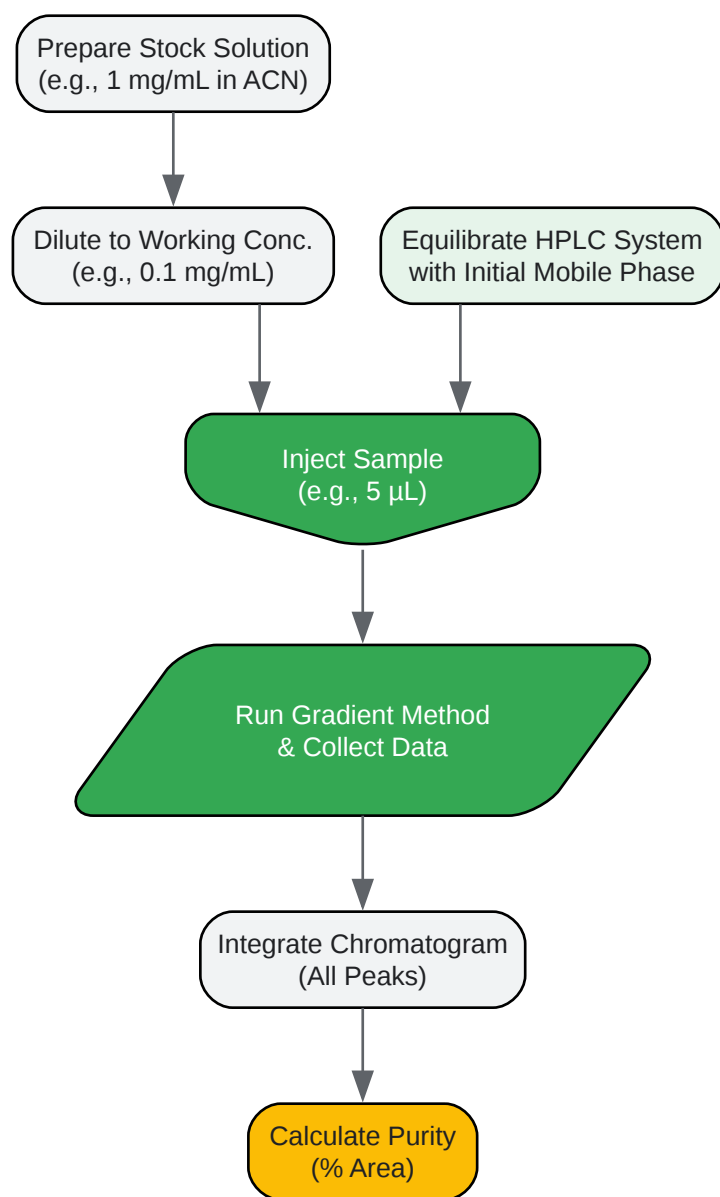 Prepare Stock Solution
(e.g., 1 mg/mL in ACN)
Dilute to Working Conc.
(e.g., 0.1 mg/mL)
Equilibrate HPLC System
with Initial Mobile Phase
Inject Sample
(e.g., 5 µL)
Run Gradient Method
& Collect Data
Integrate Chromatogram
(All Peaks)
Calculate Purity
(% Area)